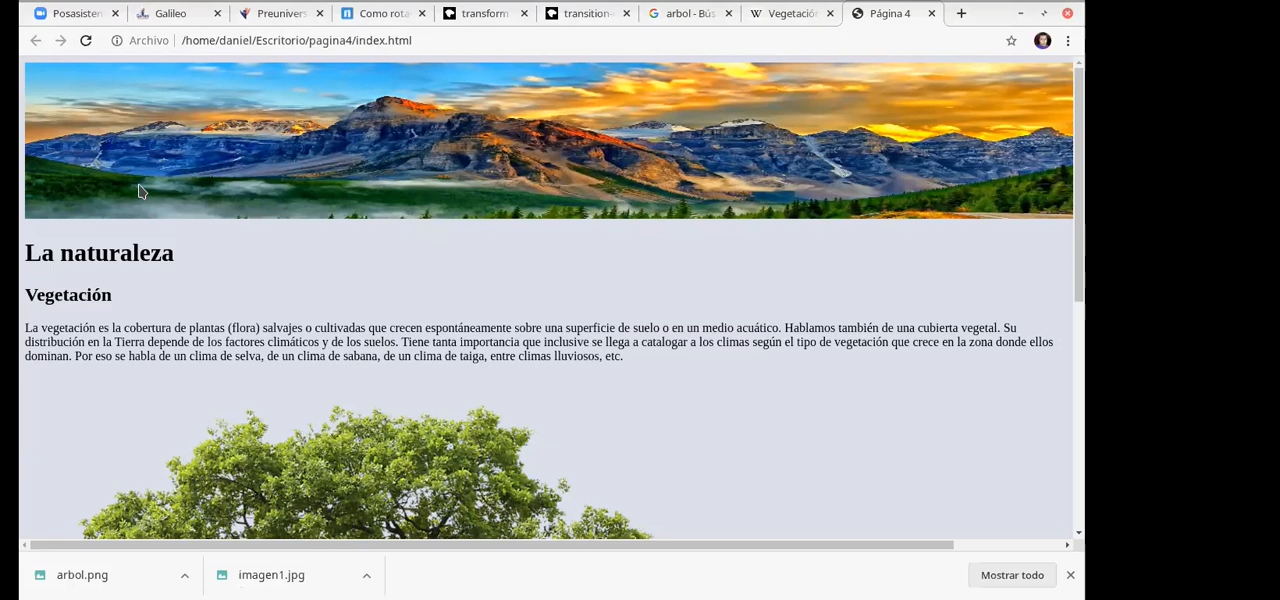 Posasisten
Galileo
Preunivers
Como rota
transform
transition-
arbol - Bús
Vegetación
Página 4
Archivo
/home/daniel/Escritorio/pagina4/index.html
La naturaleza
Vegetación
La vegetación es la cobertura de plantas (flora) salvajes o cultivadas que crecen espontáneamente sobre una superficie de suelo o en un medio acuático. Hablamos también de una cubierta vegetal. Su
distribución en la Tierra depende de los factores climáticos y de los suelos. Tiene tanta importancia que inclusive se llega a catalogar a los climas según el tipo de vegetación que crece en la zona donde ellos
dominan. Por eso se habla de un clima de selva, de un clima de sabana, de un clima de taiga, entre climas lluviosos, etc.
arbol.png
imagen1.jpg
Mostrar todo